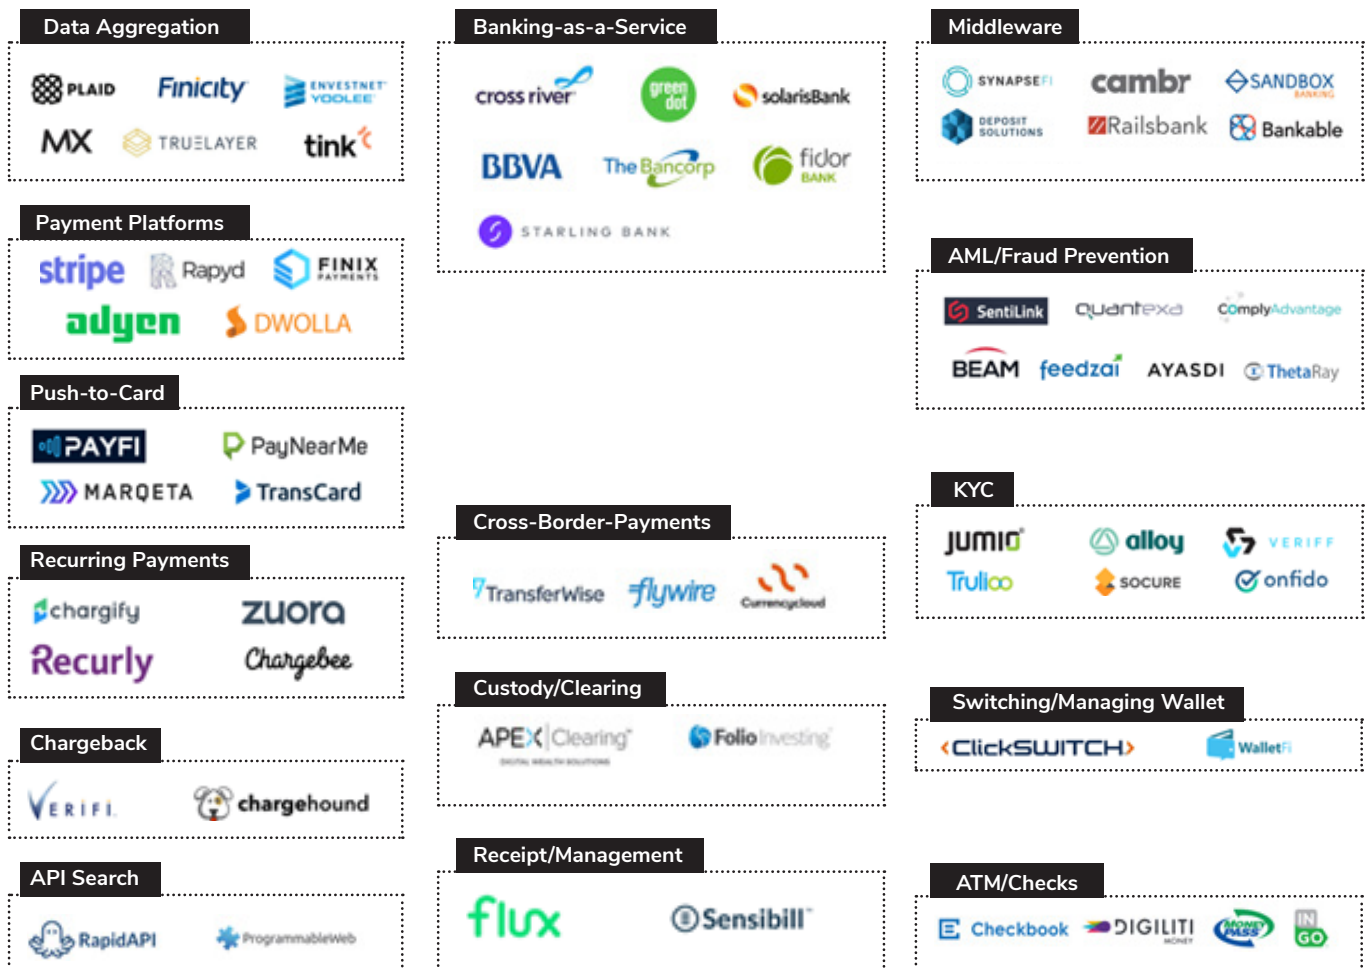 Data Aggregation
PLAID
Finicity
ENVESTNET
YODLEE
MX
TRUELAYER
tink
Payment Platforms
stripe
Rapyd
FINIX
PAYMENTS
adyen
DWOLLA
Push-to-Card
PAYFI
PayNearMe
MARQETA
TransCard
Recurring Payments
chargify
zuora
Recurly
Chargebee
Chargeback
VERIFI
chargehound
API Search
RapidAPI
ProgrammableWeb
Banking-as-a-Service
cross river
green
dot
solarisBank
BBVA
The Bancorp
fidor
BANK
STARLING BANK
Cross-Border-Payments
TransferWise
flywire
Currencycloud
Custody/Clearing
APEX Clearing
DIGITAL WEALTH SOLUTIONS
Folio Investing
Receipt/Management
flux
Sensibill
Middleware
SYNAPSEFI
cambr
SANDBOX
BANKING
DEPOSIT
SOLUTIONS
Railsbank
Bankable
AML/Fraud Prevention
SentiLink
quantexa
ComplyAdvantage
BEAM
feedzai
AYASDI
ThetaRay
KYC
JUMIO
alloy
VERIFF
Trulioo
SOCURE
onfido
Switching/Managing Wallet
ClickSWITCH
WalletFi
ATM/Checks
Checkbook
DIGILITI
MONEY
MONEY
PASS
IN
GO